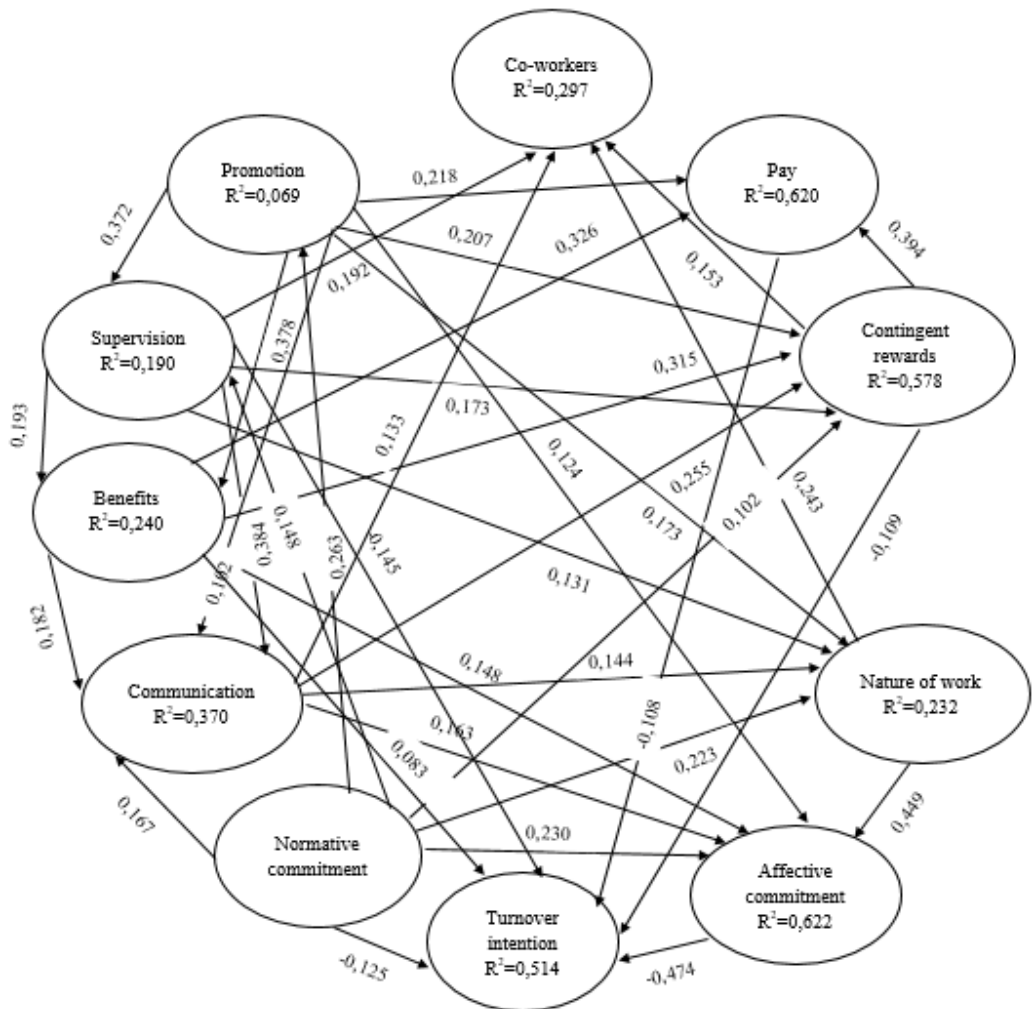 Co-workers
R²=0,297
Promotion
R²=0,069
Pay
R²=0,620
0,218
0,372
0,207
0,326
0,394
0,192
0,153
Supervision
R²=0,190
0,378
Contingent
rewards
R²=0,578
0,315
0,193
0,173
0,133
0,124
0,255
Benefits
R²=0,240
0,102
0,243
0,173
-0,109
0,384
0,148
0,263
-0,145
0,131
0,162
0,182
Communication
R²=0,370
0,148
0,144
Nature of work
R²=0,232
0,163
-0,108
0,083
0,223
0,167
0,449
Normative
commitment
0,230
Affective
commitment
R²=0,622
Turnover
intention
R²=0,514
-0,125
-0,474